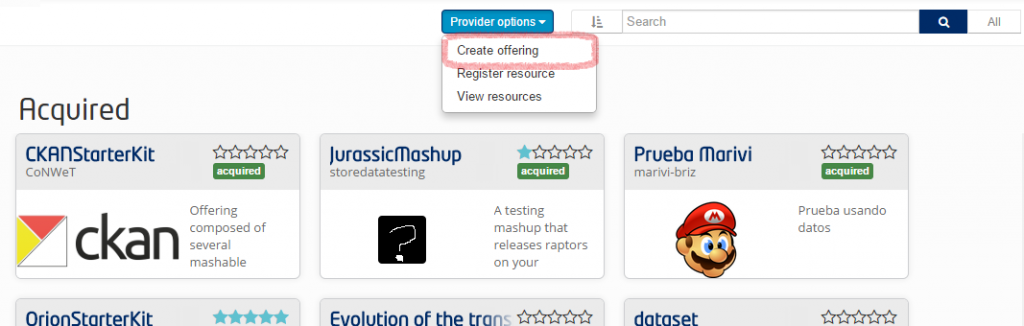 Provider options
Search
All
Create offering
Register resource
View resources
Acquired
CKANStarterKit
CoNWeT
acquired
ckan
Offering
composed of
several
mashable
JurassicMashup
storedatatesting
acquired
?
A testing
mashup that
releases raptors
on your
Prueba Marivi
marivi-briz
acquired
M
Prueba usando
datos
OrionStarterKit
Evolution of the trans
dataset